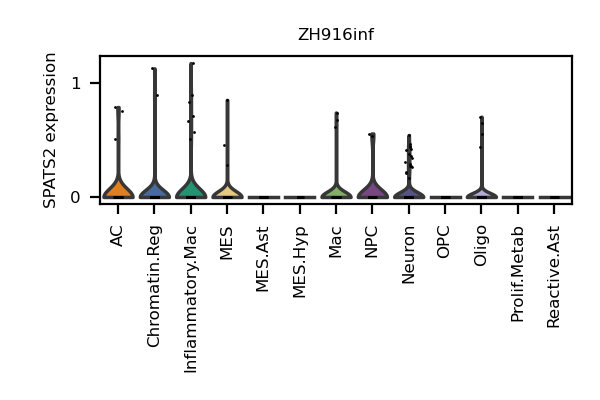 ZH916inf
SPATS2 expression
1
0
AC
Chromatin.Reg
Inflammatory.Mac
MES
MES.Ast
MES.Hyp
Mac
NPC
Neuron
OPC
Oligo
Prolif.Metab
Reactive.Ast